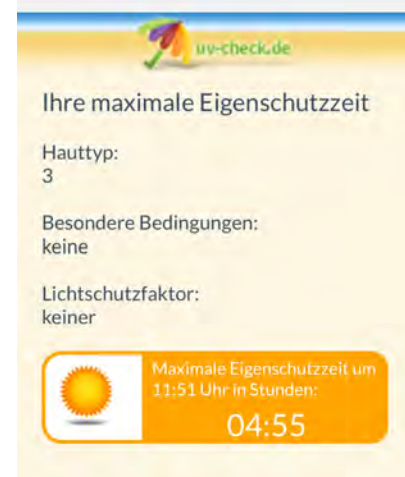 uv-check.de
Ihre maximale Eigenschutzzeit
Hauttyp:
3
Besondere Bedingungen:
keine
Lichtschutzfaktor:
keiner
Maximale Eigenschutzzeit um
11:51 Uhr in Stunden:
04:55